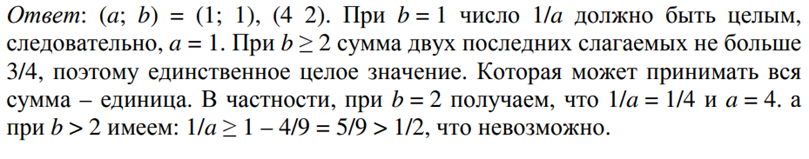 Ответ: (a; b) = (1; 1), (4 2). При b = 1 число 1/a должно быть целым,
следовательно, a = 1. При b ≥ 2 сумма двух последних слагаемых не больше
3/4, поэтому единственное целое значение. Которая может принимать вся
сумма – единица. В частности, при b = 2 получаем, что 1/a = 1/4 и a = 4. а
при b > 2 имеем: 1/a ≥ 1 – 4/9 = 5/9 > 1/2, что невозможно.